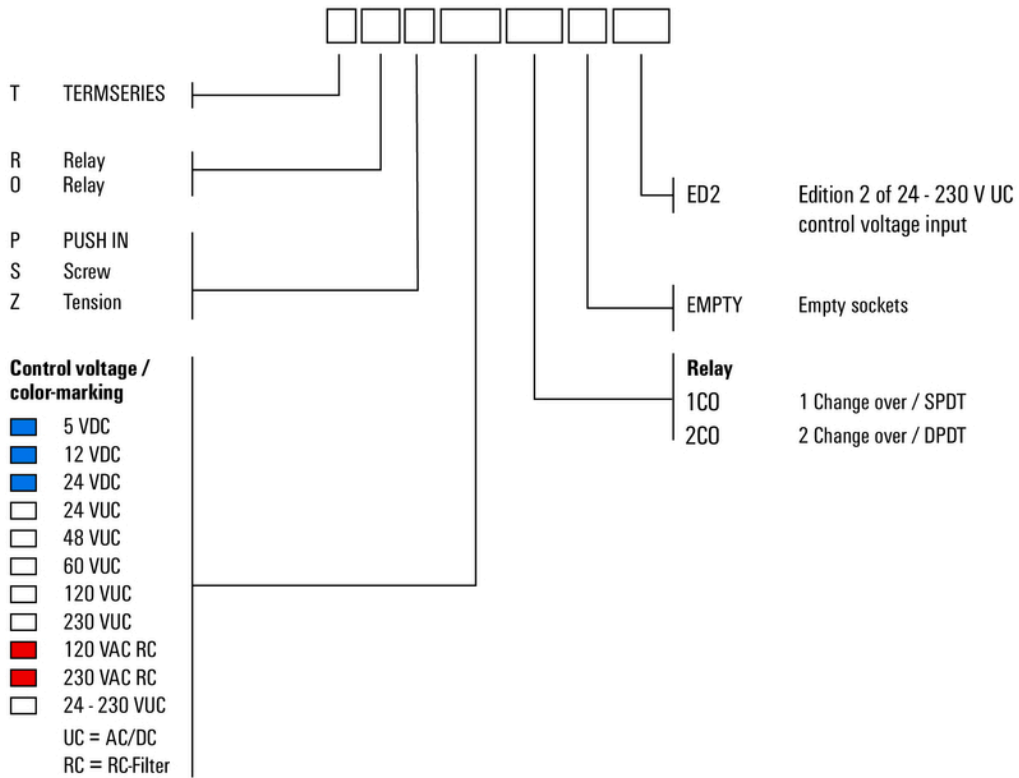 T TERMSERIES
R Relay
O Relay
P PUSH IN
S Screw
Z Tension
Control voltage /
color-marking
5 VDC
12 VDC
24 VDC
24 VUC
48 VUC
60 VUC
120 VUC
230 VUC
120 VAC RC
230 VAC RC
24 - 230 VUC
UC = AC/DC
RC = RC-Filter
ED2 Edition 2 of 24 - 230 V UC
control voltage input
EMPTY Empty sockets
Relay
1CO 1 Change over / SPDT
2CO 2 Change over / DPDT